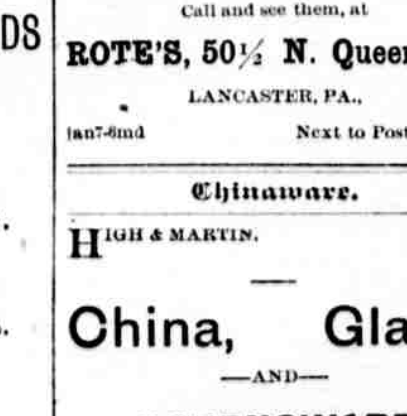 DS
Call and see them, at
ROTE'S, 50½ N. Queen
LANCASTER, PA.,
jan7-6md Next to Post
Chinaware.
HIGH & MARTIN.
China, Gla
—AND—